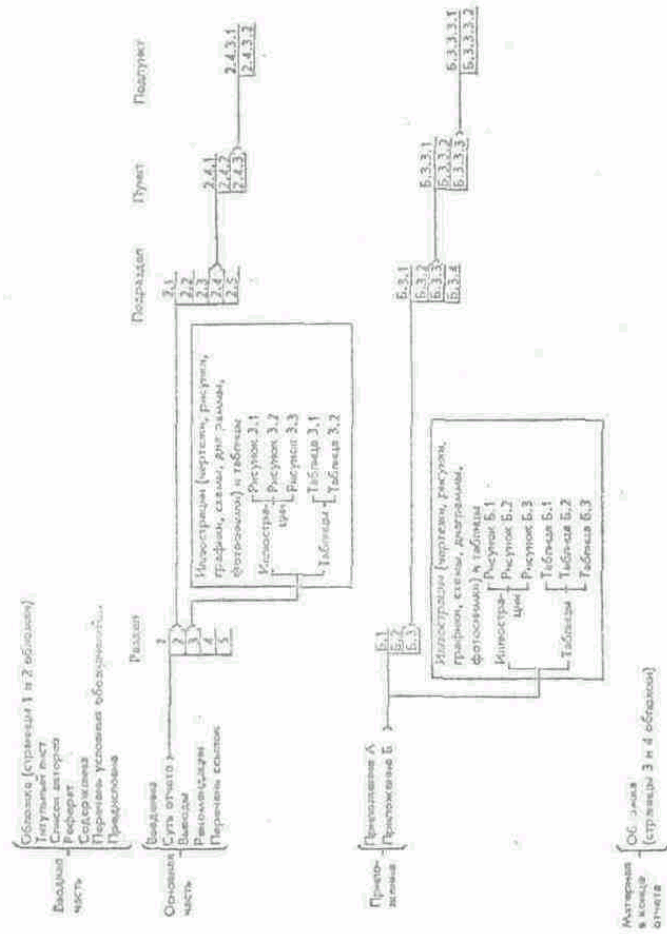 Вводная
часть
Обложка (страницы 1 и 2 обложки)
Титульный лист
Список авторов
Реферат
Содержание
Перечень условных обозначений...
Предисловие
Основная
часть
Введение
Суть отчета
Выводы
Рекомендации
Перечень ссылок
Раздел
1
2
3
4
5
Подраздел
2.1
2.2
2.3
2.4
2.5
Пункт
2.4.1
2.4.2
2.4.3
Подпункт
2.4.3.1
2.4.3.2
Иллюстрации (чертежи, рисунки,
графики, схемы, диаграммы,
фотоснимки) и таблицы
Иллюстра-
ции
Рисунок 3.1
Рисунок 3.2
Рисунок 3.3
Таблицы
Таблица 3.1
Таблица 3.2
Прило-
жения
Приложение А
Приложение Б
Б.1
Б.2
Б.3
Б.3.1
Б.3.2
Б.3.3
Б.3.4
Б.3.3.1
Б.3.3.2
Б.3.3.3
Б.3.3.3.1
Б.3.3.3.2
Иллюстрации (чертежи, рисунки,
графики, схемы, диаграммы,
фотоснимки) и таблицы
Иллюстра-
ции
Рисунок Б.1
Рисунок Б.2
Рисунок Б.3
Таблицы
Таблица Б.1
Таблица Б.2
Таблица Б.3
Материал
в конце
отчета
(страницы 3 и 4 обложки)